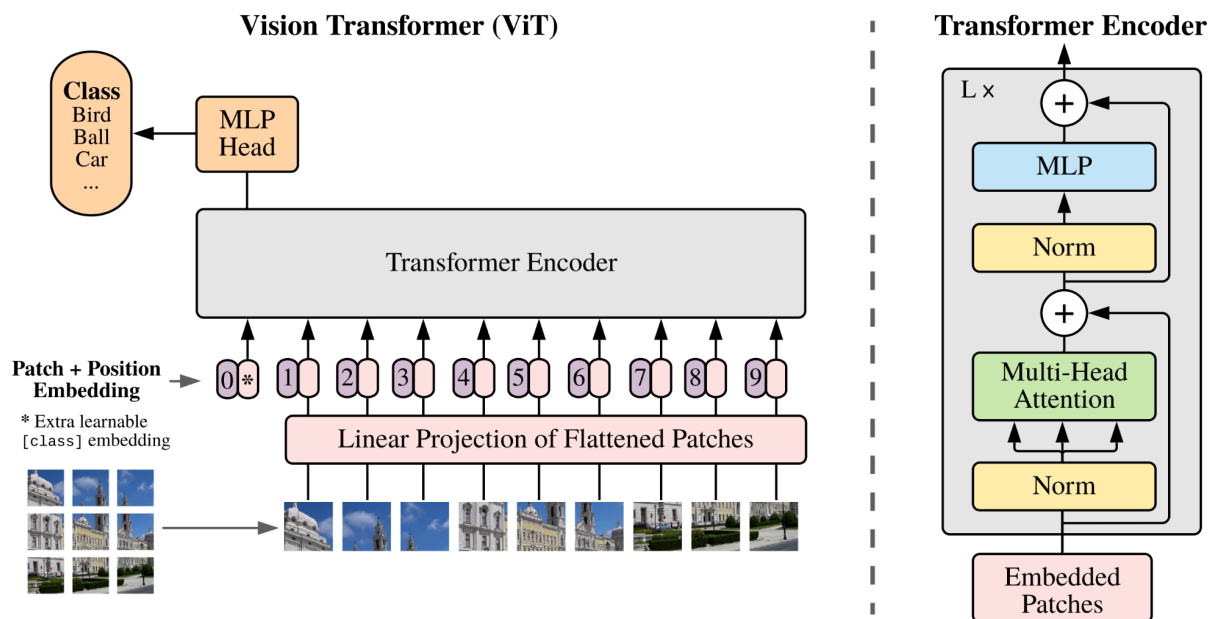 Vision Transformer (ViT)
Class
Bird
Ball
Car
...
MLP
Head
Transformer Encoder
0 * 1 2 3 4 5 6 7 8 9
Patch + Position
Embedding
* Extra learnable
[class] embedding
Linear Projection of Flattened Patches
Transformer Encoder
L ×
+
MLP
Norm
+
Multi-Head
Attention
Norm
Embedded
Patches